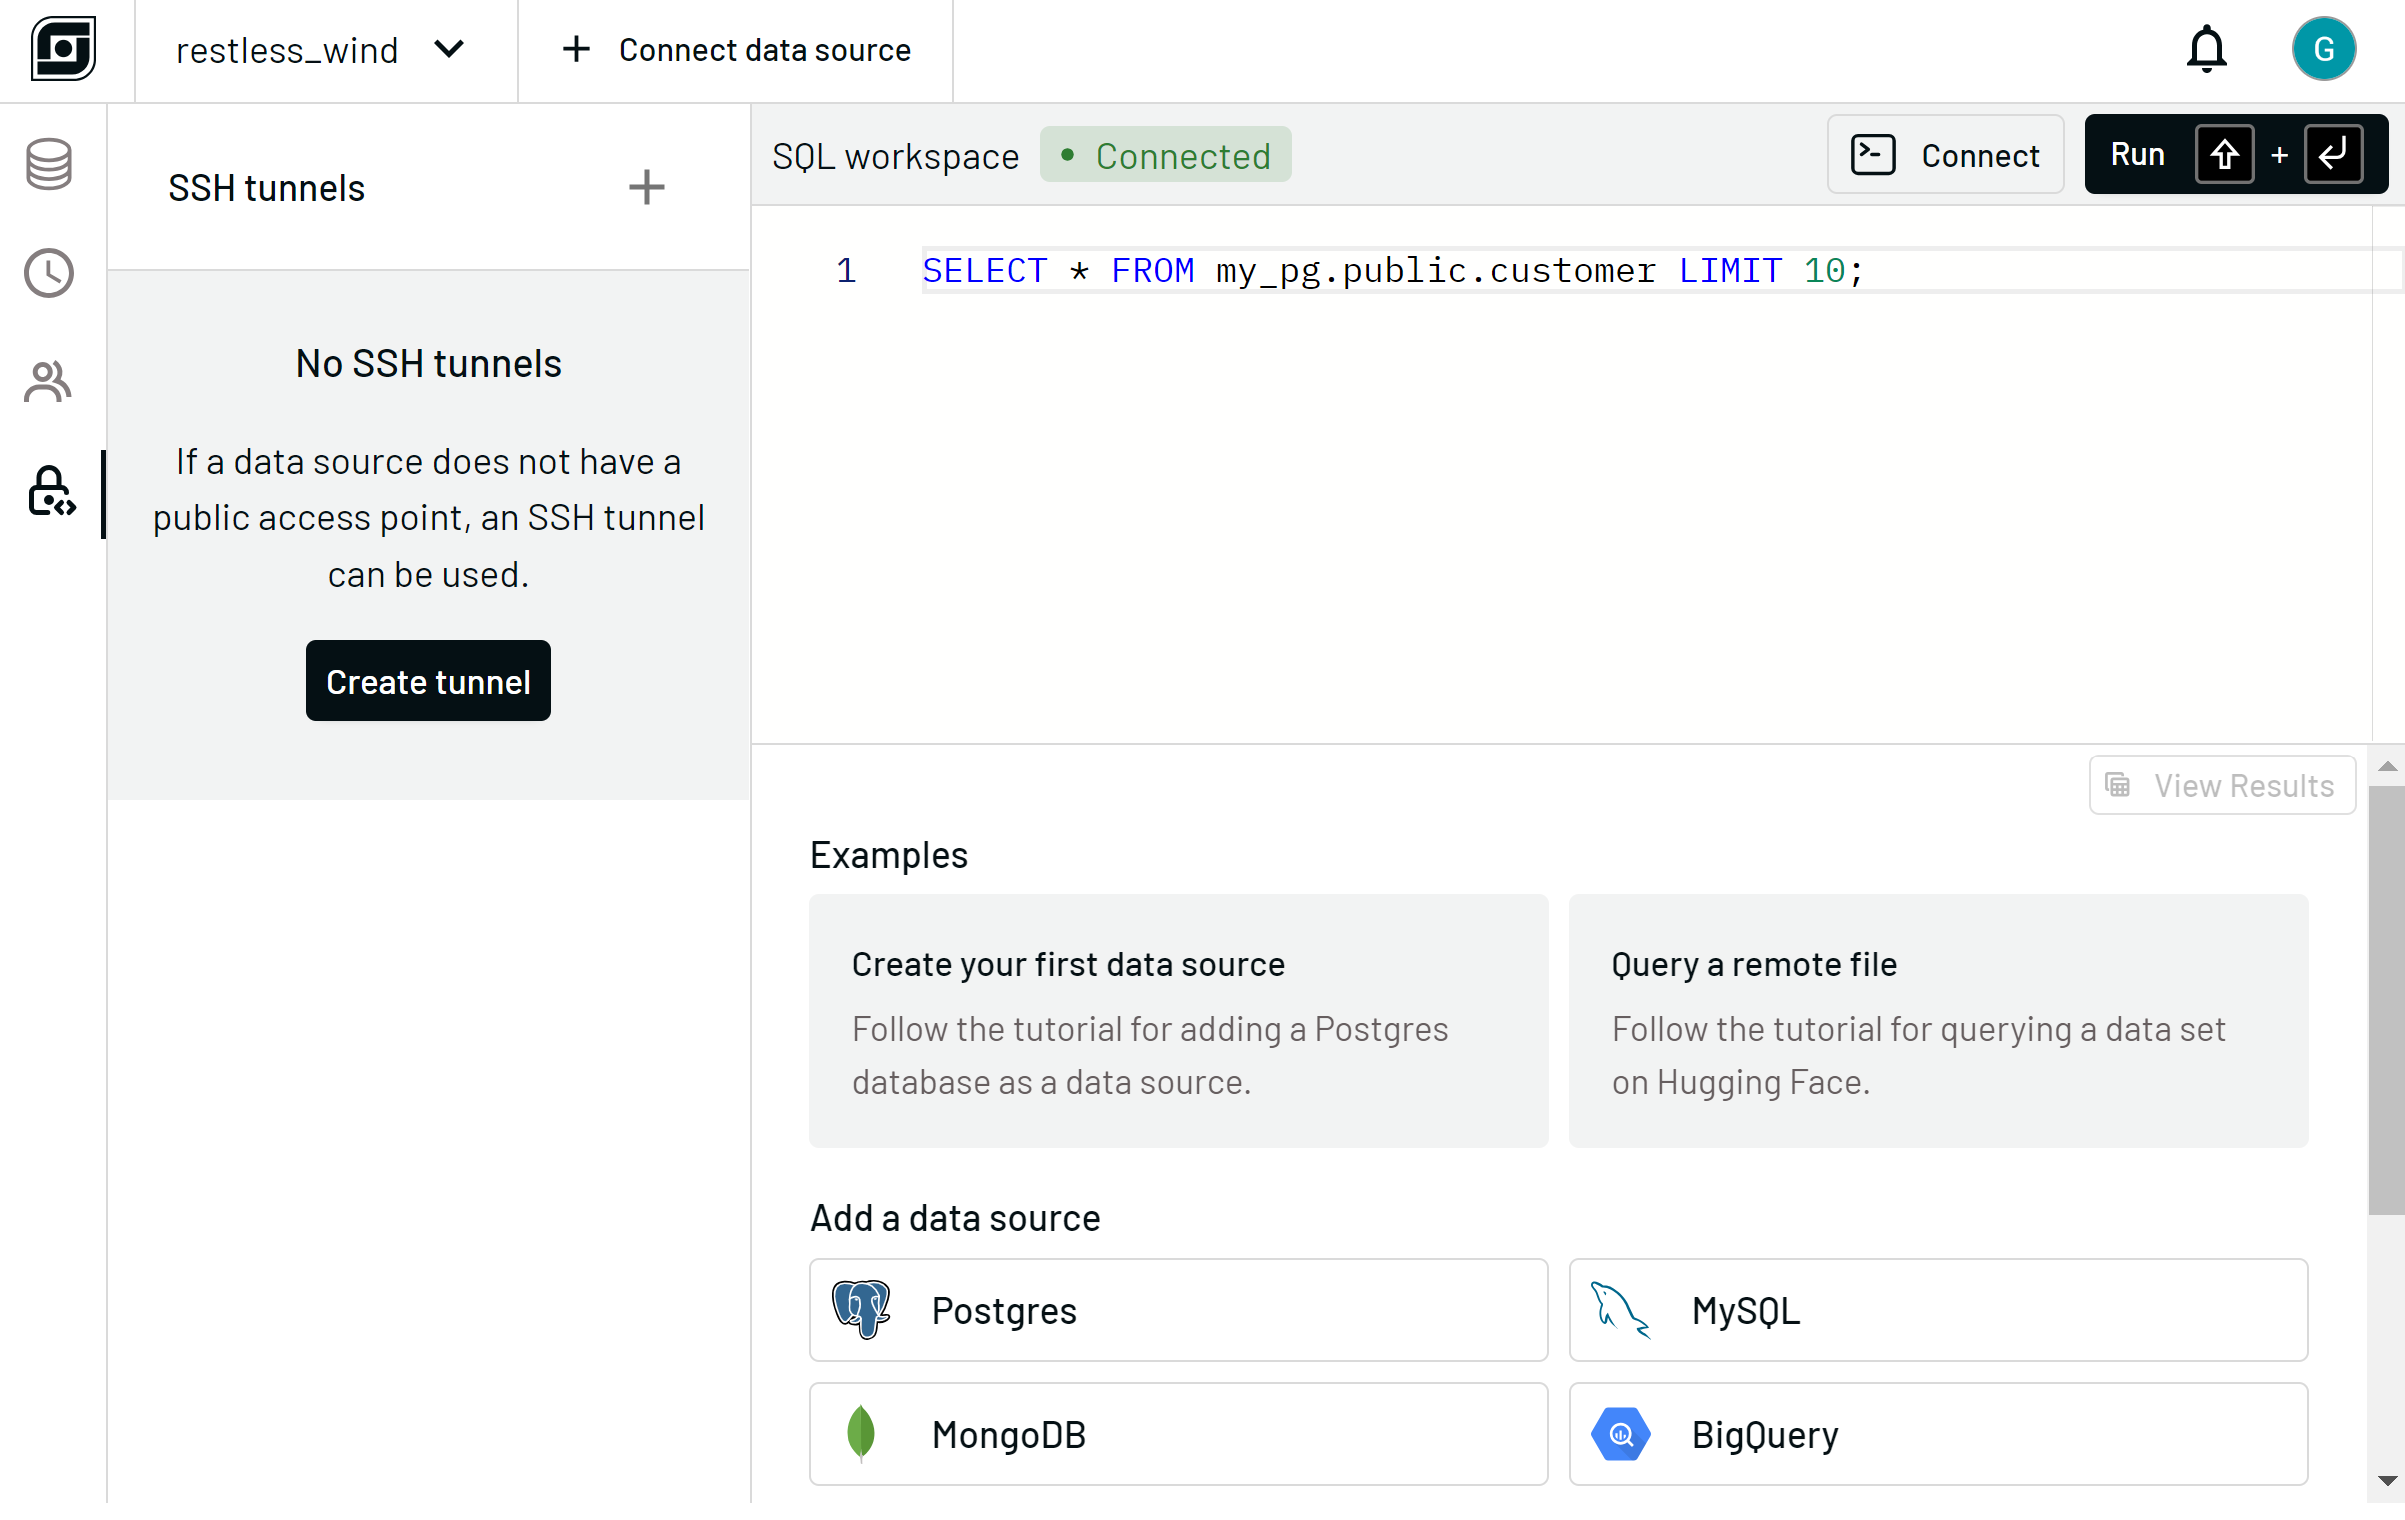 restless_wind
Connect data source
G
SSH tunnels
SQL workspace
Connected
Connect
Run
+
No SSH tunnels
If a data source does not have a
public access point, an SSH tunnel
can be used.
Create tunnel
1
SELECT * FROM my_pg.public.customer LIMIT 10;
View Results
Examples
Create your first data source
Follow the tutorial for adding a Postgres
database as a data source.
Query a remote file
Follow the tutorial for querying a data set
on Hugging Face.
Add a data source
Postgres
MySQL
MongoDB
BigQuery